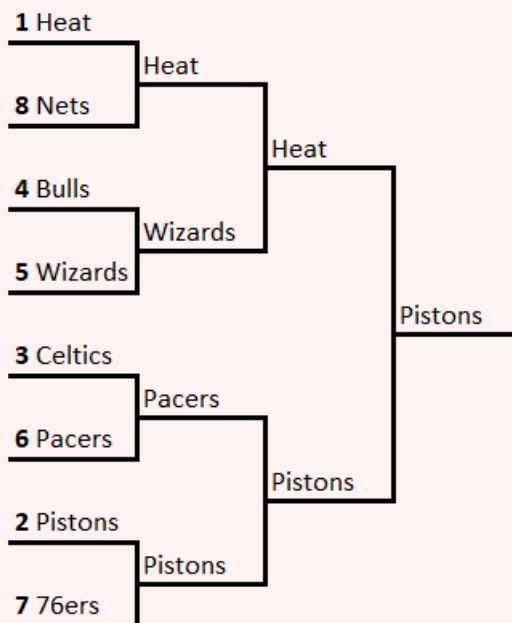 1 Heat
Heat
8 Nets
Heat
4 Bulls
Wizards
5 Wizards
Pistons
3 Celtics
Pacers
6 Pacers
Pistons
2 Pistons
Pistons
7 76ers